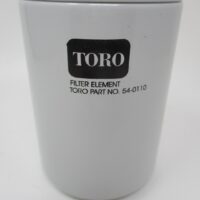 TORO
FILTER ELEMENT
TORO PART NO. 54-0110